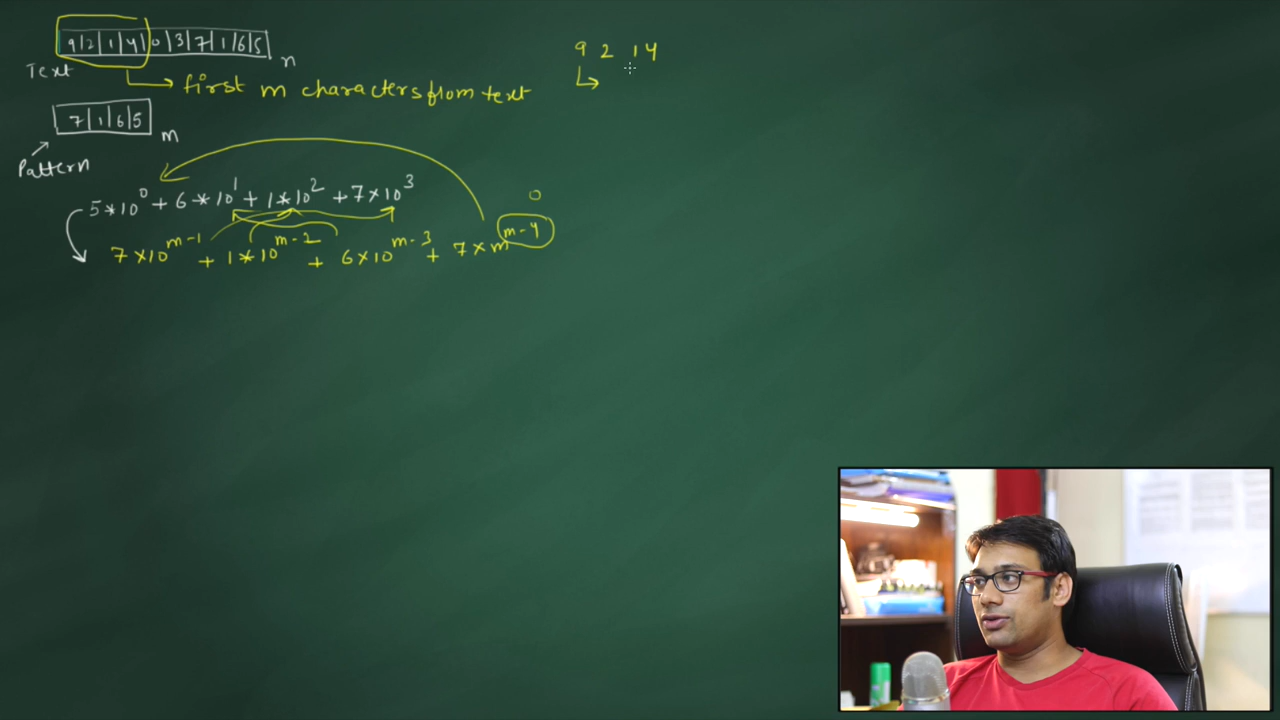 9|2|1|4|0|3|7|1|6|5 n
Text
first m characters from text
7|1|6|5 m
Pattern
5*10^0 + 6*10^1 + 1*10^2 + 7×10^3
7×10^m-1 + 1*10^m-2 + 6×10^m-3 + 7×m^m-4
0
9 2 1 4